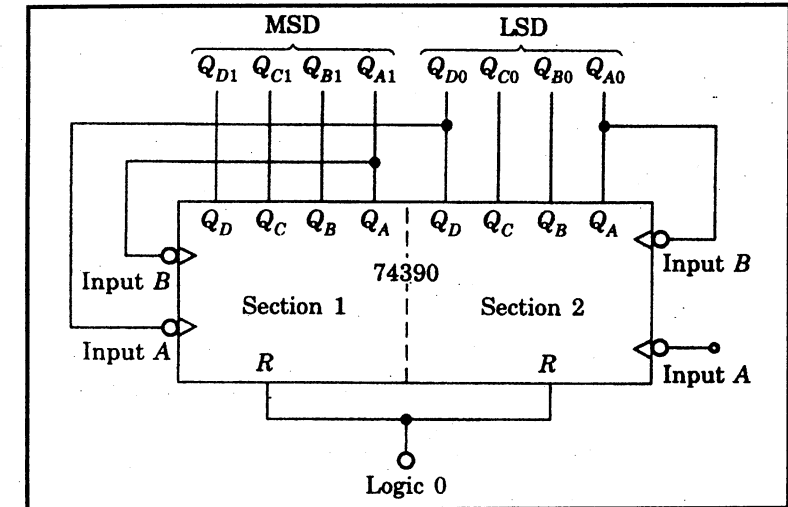 MSD LSD
Q_D1 Q_C1 Q_B1 Q_A1 Q_D0 Q_C0 Q_B0 Q_A0
Q_D Q_C Q_B Q_A Q_D Q_C Q_B Q_A
Input B 74390 Input B
Section 1 Section 2
Input A R R Input A
Logic 0